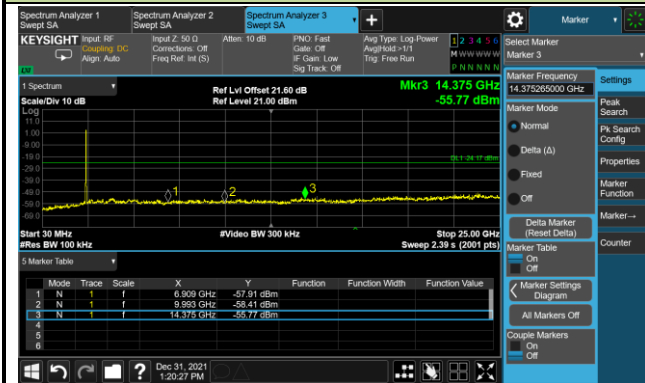 Spectrum Analyzer 1
Swept SA
Spectrum Analyzer 2
Swept SA
Spectrum Analyzer 3
Swept SA
+
Marker
KEYSIGHT
Input: RF
Coupling: DC
Align: Auto
Input Z: 50 Ω
Corrections: Off
Freq Ref: Int (S)
Atten: 10 dB
PNO: Fast
Gate: Off
IF Gain: Low
Sig Track: Off
Avg Type: Log-Power
Avg|Hold:>1/1
Trig: Free Run
1 2 3 4 5 6
M W W W W W
P N N N N N
Select Marker
Marker 3
Marker Frequency
14.375265000 GHz
Marker Mode
Normal
Delta (Δ)
Fixed
Off
Delta Marker
(Reset Delta)
Marker Table
On
Off
Marker Settings
Diagram
All Markers Off
Couple Markers
On
Off
Settings
Peak
Search
Pk Search
Config
Properties
Marker
Function
Marker→
Counter
1 Spectrum
Scale/Div 10 dB
Log
Ref Lvl Offset 21.60 dB
Ref Level 21.00 dBm
Mkr3 14.375 GHz
-55.77 dBm
11.0
1.00
-9.00
-19.0
-29.0
-39.0
-49.0
-59.0
-69.0
DL1 -24.17 dBm
1
2
3
Start 30 MHz
#Res BW 100 kHz
#Video BW 300 kHz
Stop 25.00 GHz
Sweep 2.39 s (2001 pts)
5 Marker Table
Mode Trace Scale X Y Function Function Width Function Value
1 N 1 f 6.909 GHz -57.91 dBm
2 N 1 f 9.993 GHz -58.41 dBm
3 N 1 f 14.375 GHz -55.77 dBm
4
5
6
?
Dec 31, 2021
1:20:27 PM